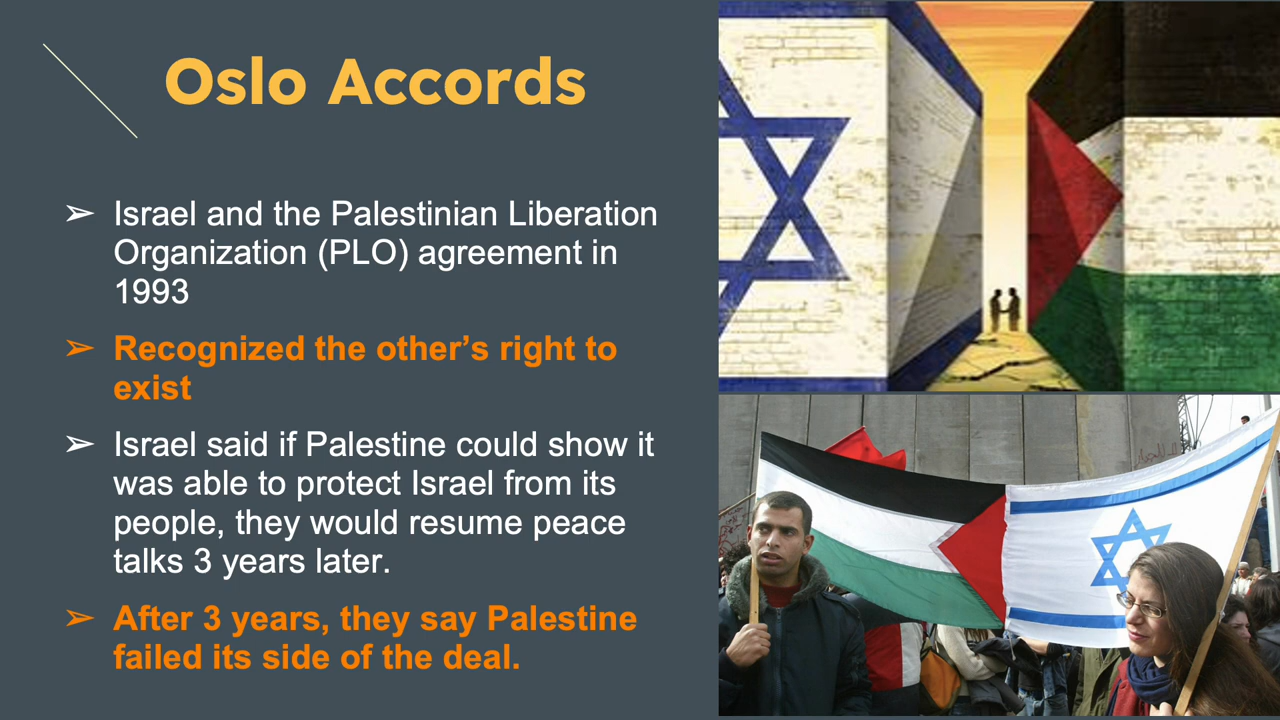 Oslo Accords
➢ Israel and the Palestinian Liberation
Organization (PLO) agreement in
1993
➢ Recognized the other’s right to
exist
➢ Israel said if Palestine could show it
was able to protect Israel from its
people, they would resume peace
talks 3 years later.
➢ After 3 years, they say Palestine
failed its side of the deal.